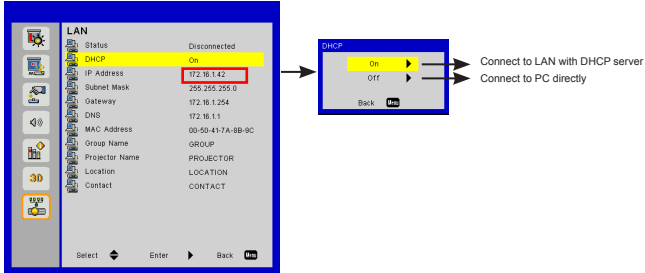 LAN
Status Disconnected
DHCP On
IP Address 172.16.1.42
Subnet Mask 255.255.255.0
Gateway 172.16.1.254
DNS 172.16.1.1
MAC Address 00-50-41-7A-8B-9C
Group Name GROUP
Projector Name PROJECTOR
Location LOCATION
Contact CONTACT
3D
Select Enter Back Menu
DHCP
On
Off
Back Menu
Connect to LAN with DHCP server
Connect to PC directly